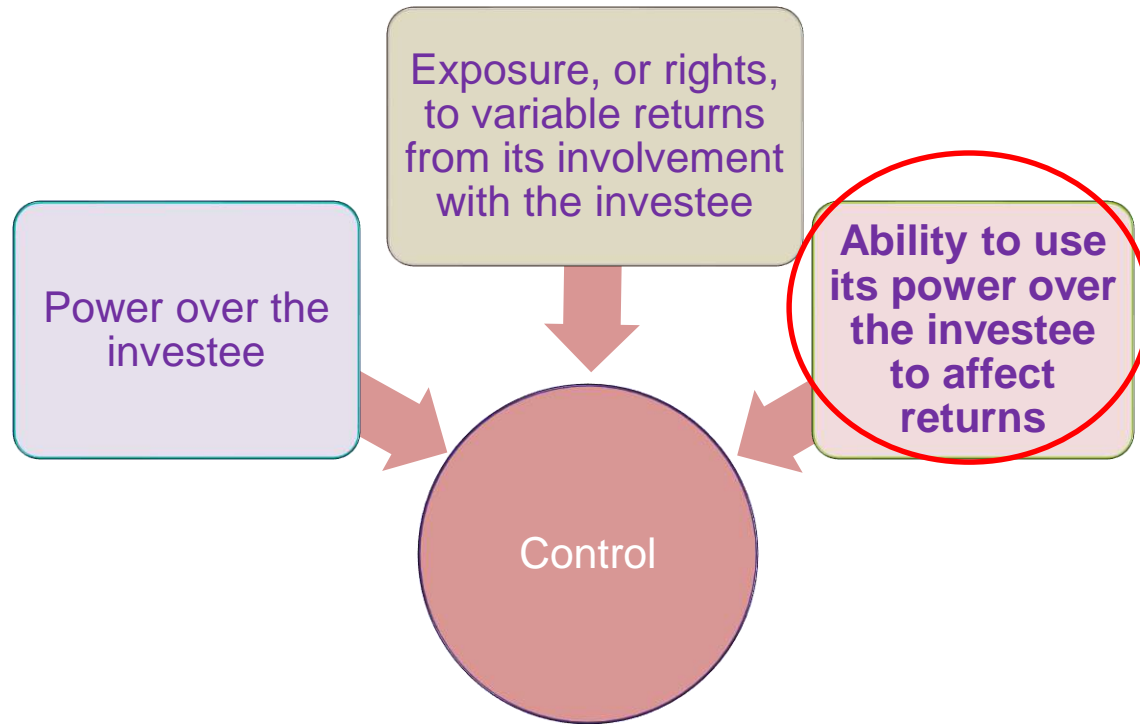 Exposure, or rights,
to variable returns
from its involvement
with the investee
Power over the
investee
Ability to use
its power over
the investee
to affect
returns
Control